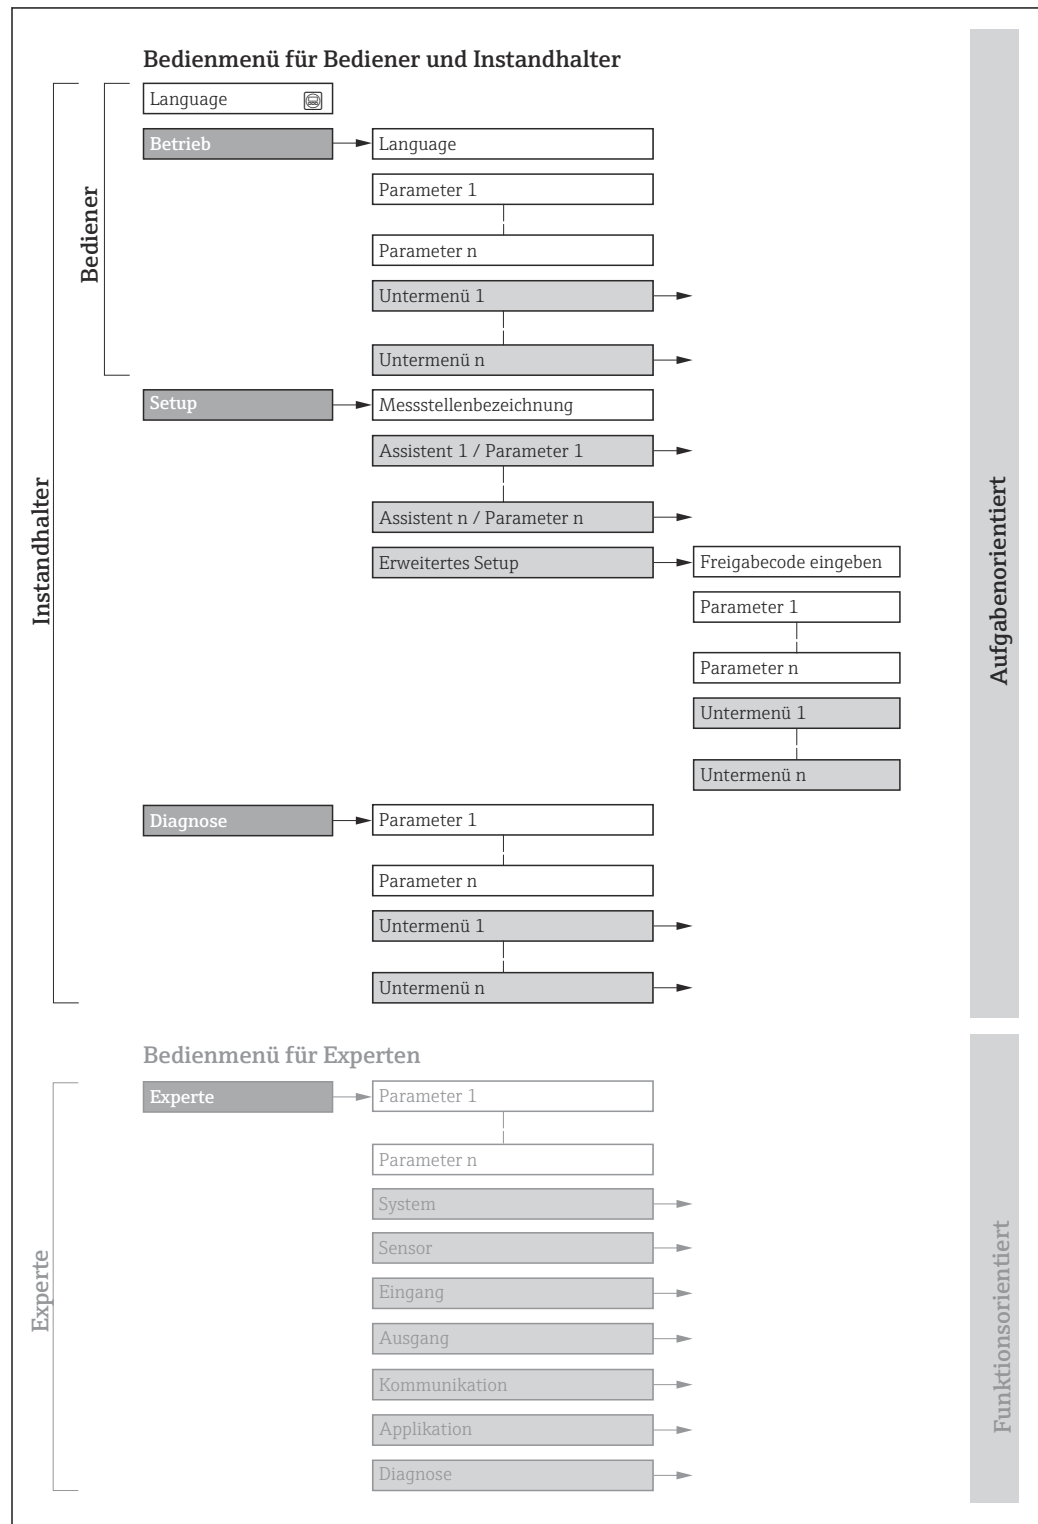 Bedienmenü für Bediener und Instandhalter
Language
Betrieb
Language
Parameter 1
Parameter n
Untermenü 1
Untermenü n
Bediener
Setup
Messstellenbezeichnung
Assistent 1 / Parameter 1
Assistent n / Parameter n
Erweitertes Setup
Freigabecode eingeben
Parameter 1
Parameter n
Untermenü 1
Untermenü n
Instandhalter
Aufgabenorientiert
Diagnose
Parameter 1
Parameter n
Untermenü 1
Untermenü n
Bedienmenü für Experten
Experte
Parameter 1
Parameter n
System
Sensor
Eingang
Ausgang
Kommunikation
Applikation
Diagnose
Experte
Funktionsorientiert